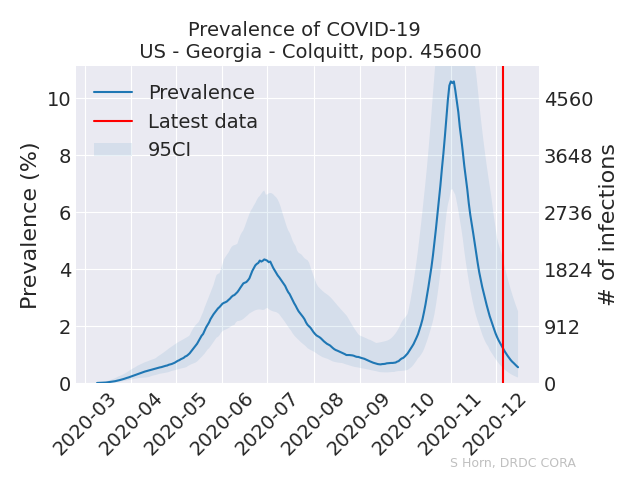 Prevalence of COVID-19
US - Georgia - Colquitt, pop. 45600
Prevalence
Latest data
95CI
Prevalence (%)
10
8
6
4
2
0
4560
3648
2736
1824
912
0
# of infections
2020-03
2020-04
2020-05
2020-06
2020-07
2020-08
2020-09
2020-10
2020-11
2020-12
S Horn, DRDC CORA